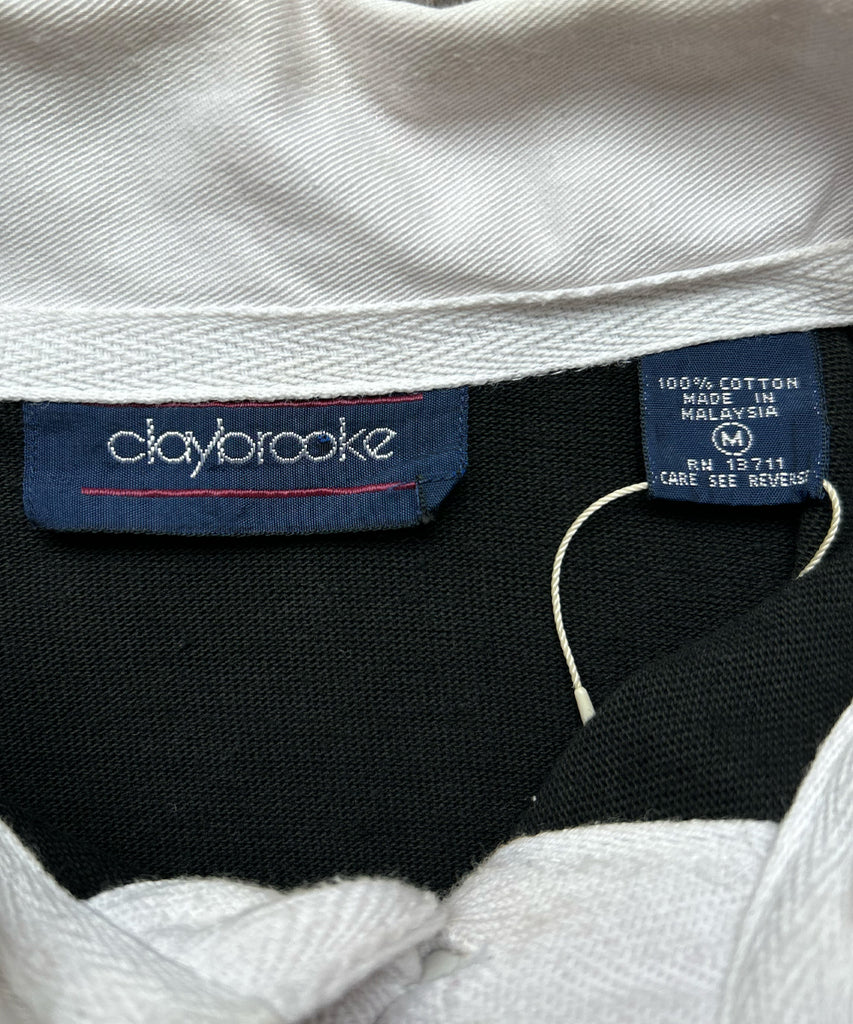 claybrooke
100% COTTON
MADE IN
MALAYSIA
M
RN 13711
CARE SEE REVERSE